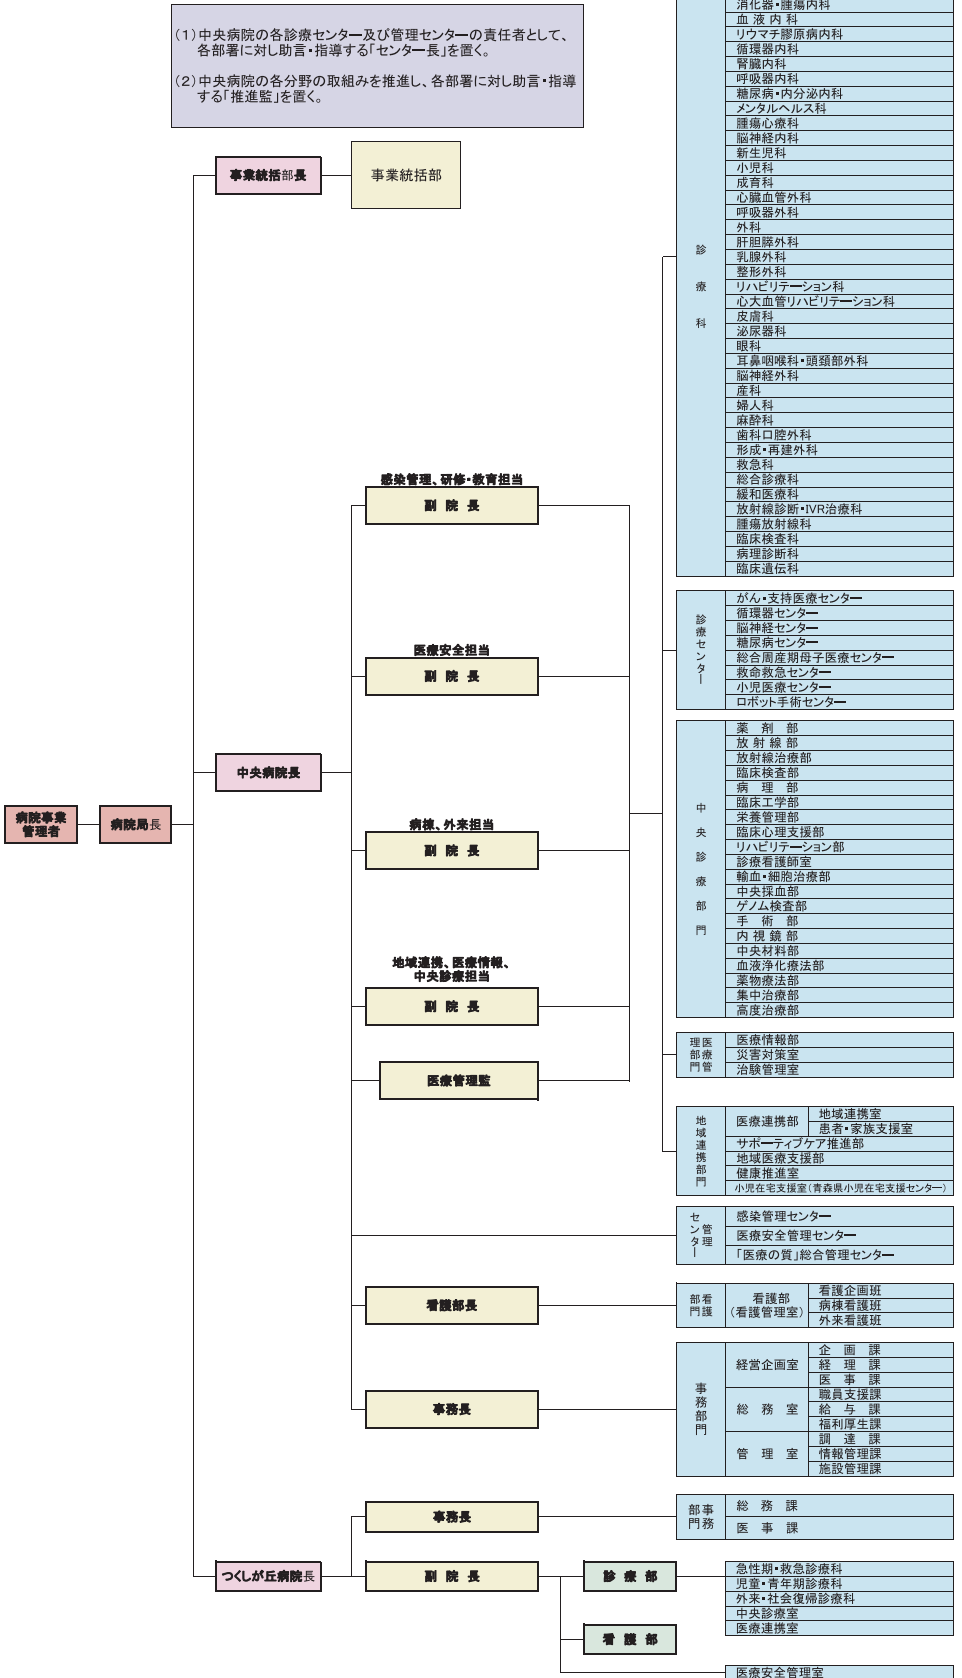 (1)中央病院の各診療センター及び管理センターの責任者として、
各部署に対し助言・指導する「センター長」を置く。
(2)中央病院の各分野の取組みを推進し、各部署に対し助言・指導
する「推進監」を置く。
事業統括部長
事業統括部
病院事業
管理者
病院局長
中央病院長
感染管理、研修・教育担当
副 院 長
医療安全担当
副 院 長
病棟、外来担当
副 院 長
地域連携、医療情報、
中央診療担当
副 院 長
医療管理監
看護部長
事務長
診療科
消化器・腫瘍内科
血 液 内 科
リウマチ膠原病内科
循環器内科
腎臓内科
呼吸器内科
糖尿病・内分泌内科
メンタルヘルス科
腫瘍心療科
脳神経内科
新生児科
小児科
成育科
心臓血管外科
呼吸器外科
外科
肝胆膵外科
乳腺外科
整形外科
リハビリテーション科
心大血管リハビリテーション科
皮膚科
泌尿器科
眼科
耳鼻咽喉科・頭頚部外科
脳神経外科
産科
婦人科
麻酔科
歯科口腔外科
形成・再建外科
救急科
総合診療科
緩和医療科
放射線診断・IVR治療科
腫瘍放射線科
臨床検査科
病理診断科
臨床遺伝科
診療センター
がん・支持医療センター
循環器センター
脳神経センター
糖尿病センター
総合周産期母子医療センター
救命救急センター
小児医療センター
ロボット手術センター
中央診療部門
薬 剤 部
放 射 線 部
放射線治療部
臨床検査部
病 理 部
臨床工学部
栄養管理部
臨床心理支援部
リハビリテーション部
診療看護師室
輸血・細胞治療部
中央採血部
ゲノム検査部
手 術 部
内 視 鏡 部
中央材料部
血液浄化療法部
薬物療法部
集中治療部
高度治療部
医療管理部門
医療情報部
災害対策室
治験管理室
地域連携部門
医療連携部
地域連携室
患者・家族支援室
サポーティブケア推進部
地域医療支援部
健康推進室
小児在宅支援室(青森県小児在宅支援センター)
管理センター
感染管理センター
医療安全管理センター
「医療の質」総合管理センター
看護部門
看護部
(看護管理室)
看護企画班
病棟看護班
外来看護班
事務部門
経営企画室
企 画 課
経 理 課
医 事 課
総 務 室
職員支援課
給 与 課
福利厚生課
管 理 室
調 達 課
情報管理課
施設管理課
つくしが丘病院長
事務長
事務部門
総 務 課
医 事 課
副 院 長
診 療 部
急性期・救急診療科
児童・青年期診療科
外来・社会復帰診療科
中央診療室
医療連携室
看 護 部
医療安全管理室